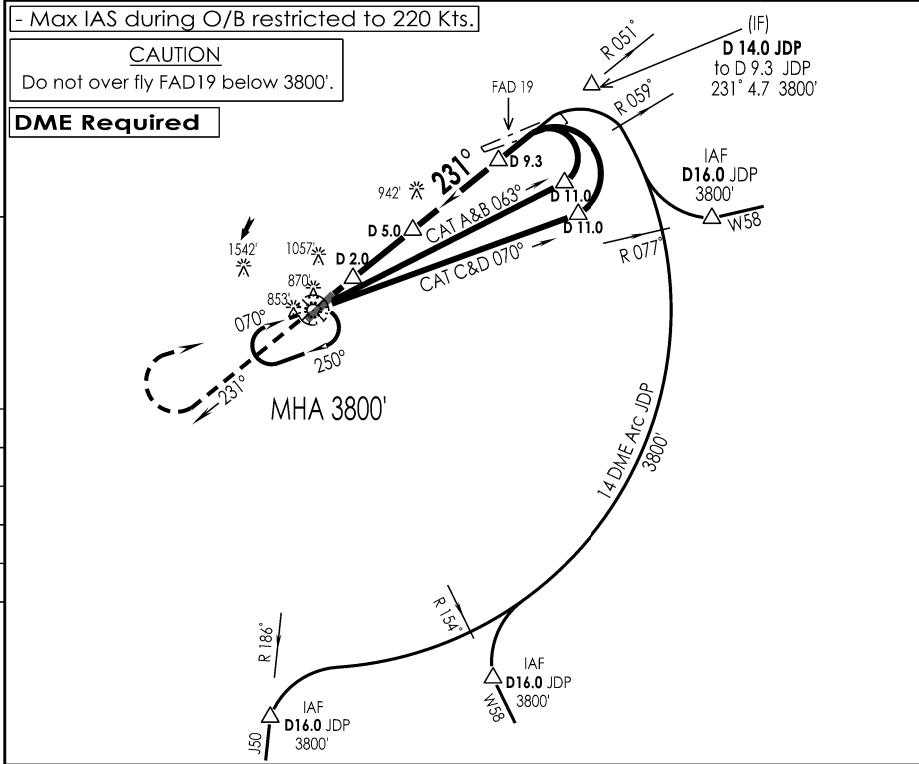 - Max IAS during O/B restricted to 220 Kts.
CAUTION
Do not over fly FAD19 below 3800'.
DME Required
(IF)
D 14.0 JDP
to D 9.3 JDP
231° 4.7 3800'
R 051°
R 059°
FAD 19
IAF
D16.0 JDP
3800'
W58
231°
D 9.3
942'
CAT A&B 063°
D 11.0
D 5.0
D 11.0
R 077°
CAT C&D 070°
1542'
1057'
D 2.0
870'
853'
070°
250°
231°
MHA 3800'
14 DME Arc JDP
3800'
R 154°
R 186°
IAF
D16.0 JDP
3800'
W58
IAF
D16.0 JDP
3800'
J50